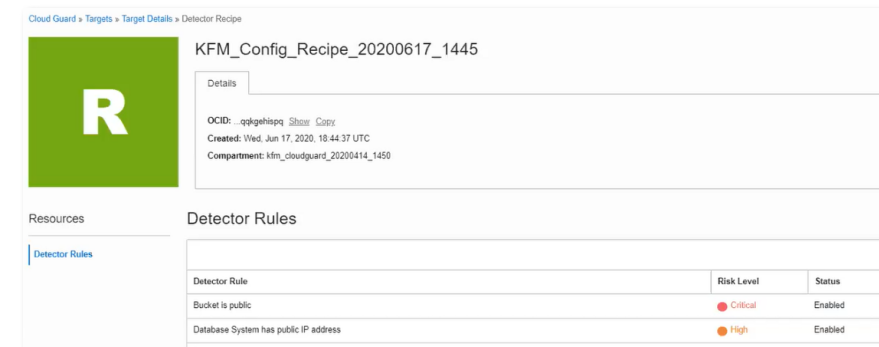 Cloud Guard » Targets » Target Details » Detector Recipe
R
KFM_Config_Recipe_20200617_1445
Details
OCID: ...qqkgehispq Show Copy
Created: Wed, Jun 17, 2020, 18:44:37 UTC
Compartment: kfm_cloudguard_20200414_1450
Resources
Detector Rules
Detector Rules
Detector Rule Risk Level Status
Bucket is public Critical Enabled
Database System has public IP address High Enabled